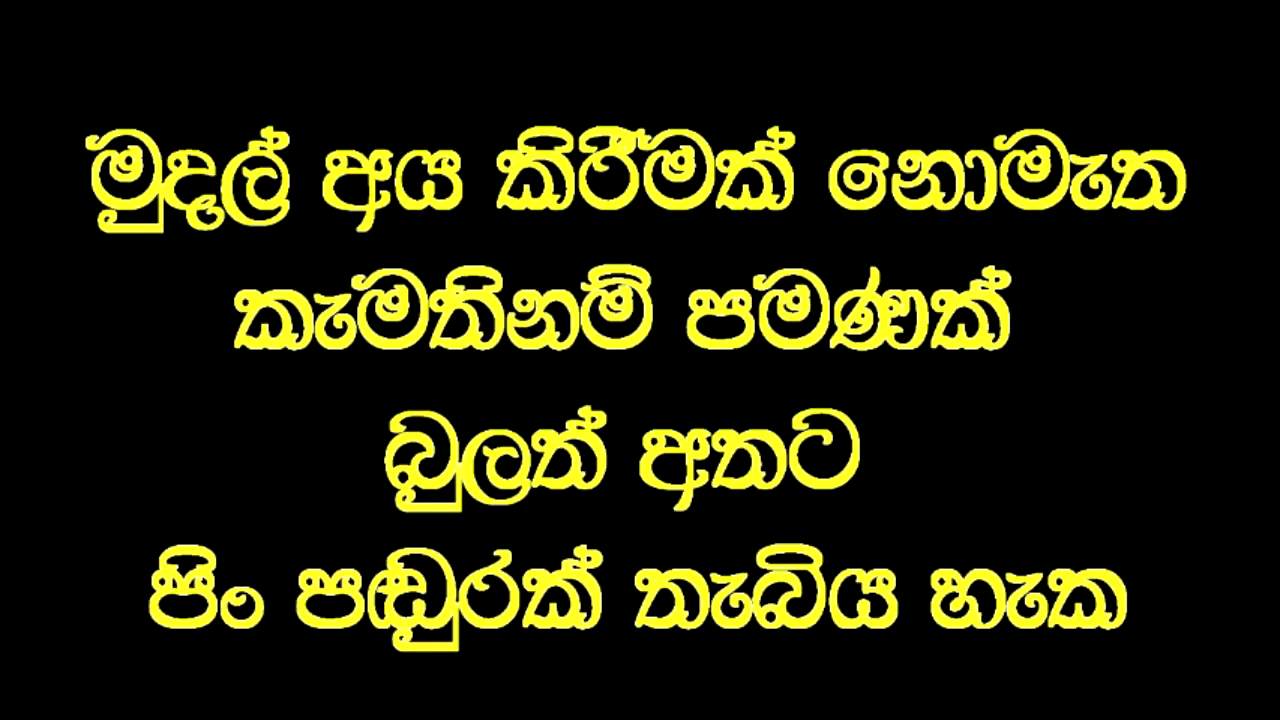 මුදල් අය කිරීමක් නොමැත
කැමතිනම් පමණක්
බුලත් අතට
පිං පඬුරක් තැබිය හැක